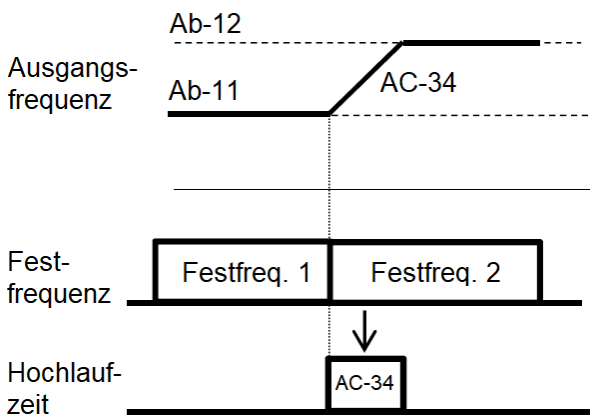 Ab-12
Ausgangs-
frequenz
Ab-11
AC-34
Fest-
frequenz
Festfreq. 1
Festfreq. 2
Hochlauf-
zeit
AC-34